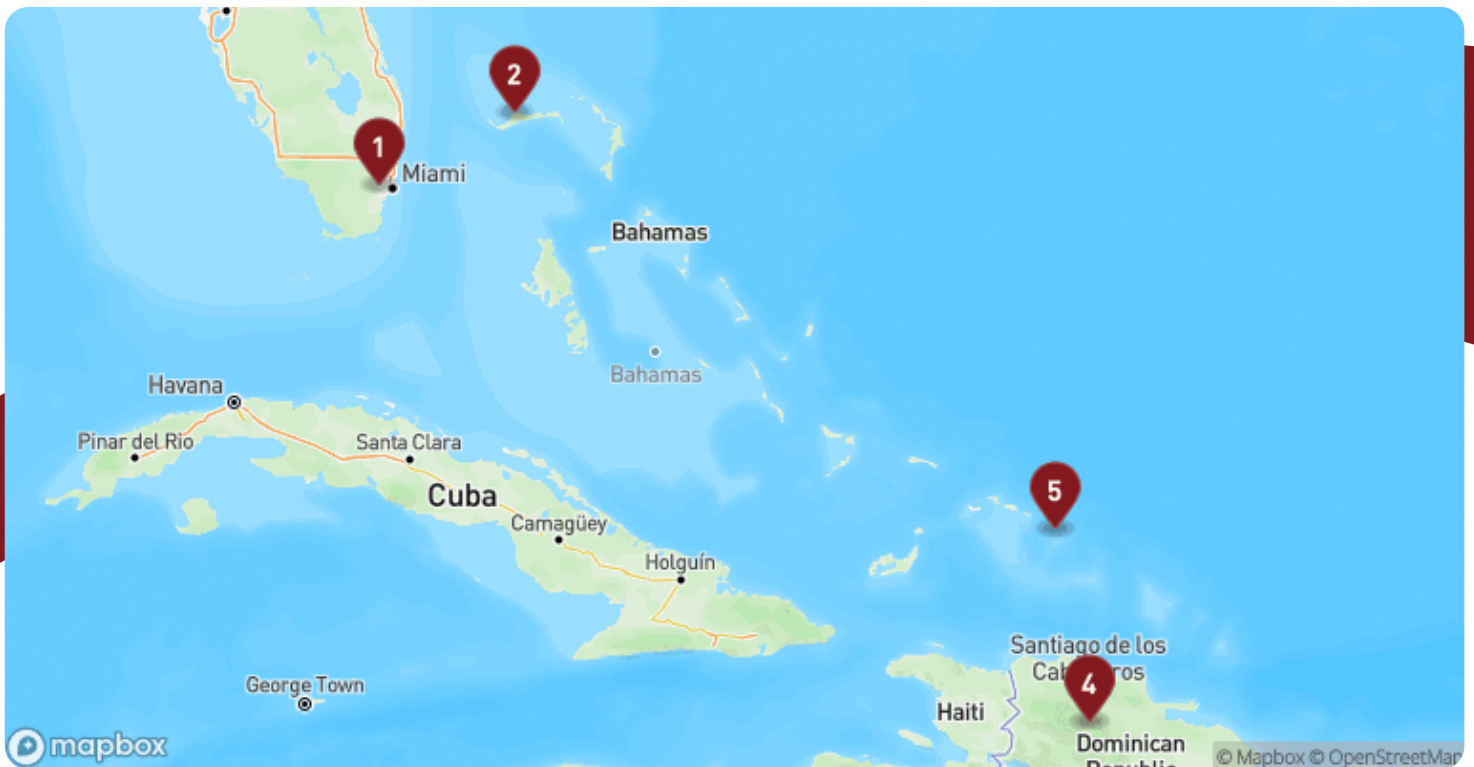 2
1
Miami
Bahamas
Bahamas
Havana
Pinar del Rio
Santa Clara
Cuba
Camagüey
5
Holguín
Santiago de los
4
George Town
Haiti
Dominican
Republic
mapbox
© Mapbox © OpenStreetMap